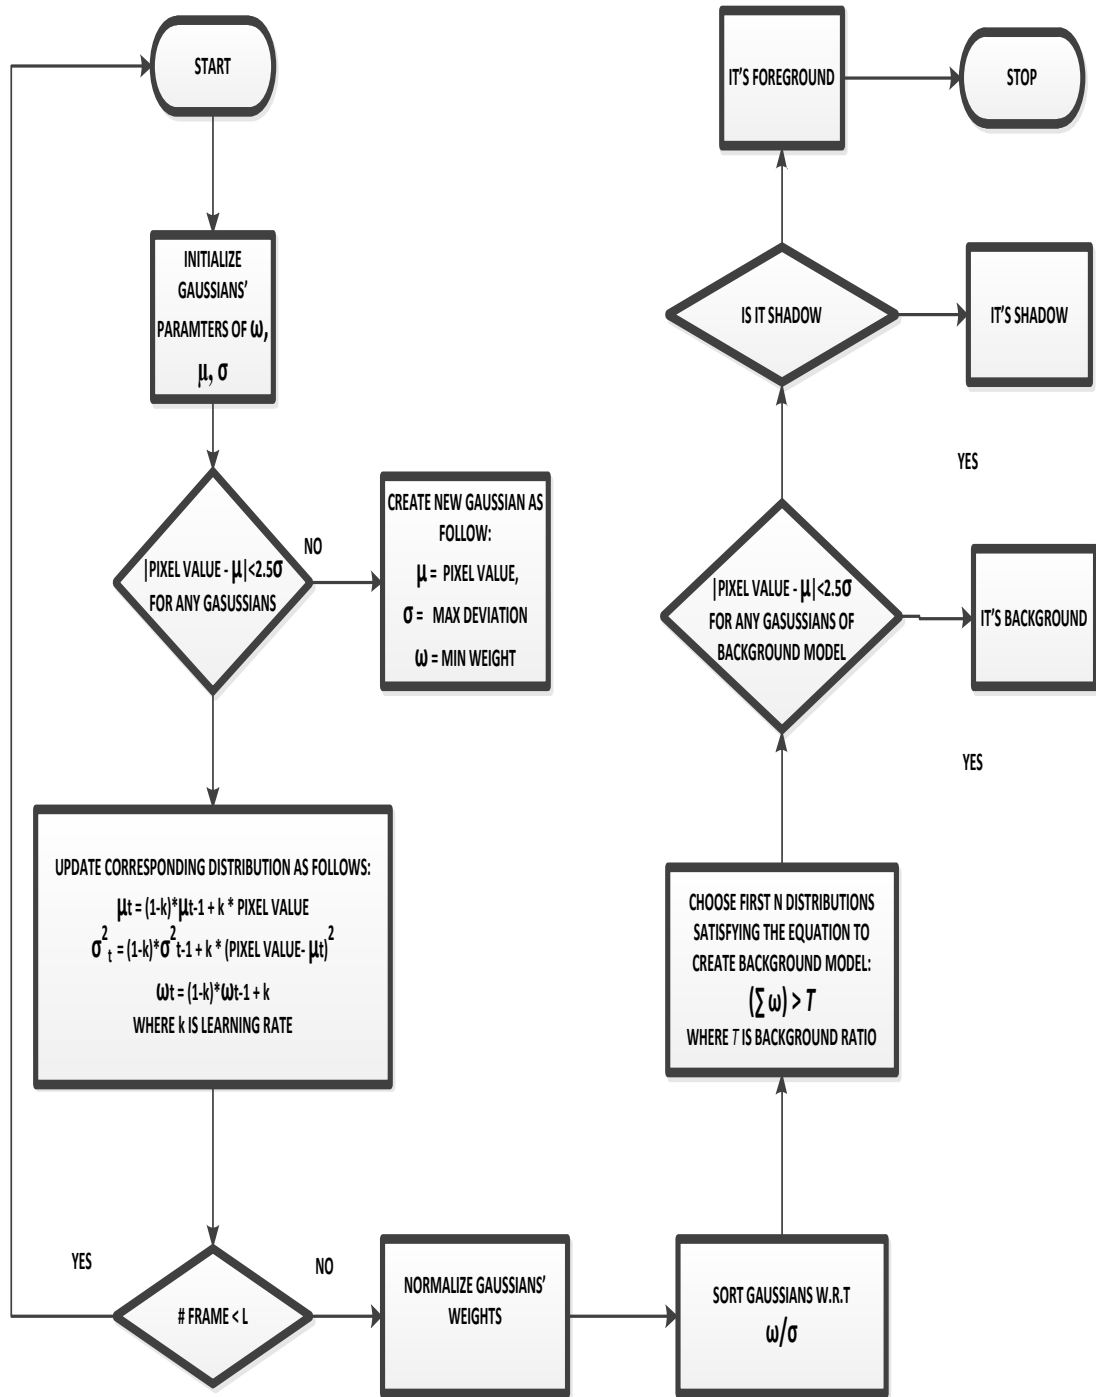 START
INITIALIZE
GAUSSIANS'
PARAMTERS OF ω,
μ, σ
|PIXEL VALUE - μ|<2.5σ
FOR ANY GASUSSIANS
NO
CREATE NEW GAUSSIAN AS
FOLLOW:
μ = PIXEL VALUE,
σ = MAX DEVIATION
ω = MIN WEIGHT
UPDATE CORRESPONDING DISTRIBUTION AS FOLLOWS:
μt = (1-k)*μt-1 + k * PIXEL VALUE
σ²ₜ = (1-k)*σ²t-1 + k * (PIXEL VALUE- μt)²
ωt = (1-k)*ωt-1 + k
WHERE k IS LEARNING RATE
YES
# FRAME < L
NO
NORMALIZE GAUSSIANS'
WEIGHTS
SORT GAUSSIANS W.R.T
ω/σ
CHOOSE FIRST N DISTRIBUTIONS
SATISFYING THE EQUATION TO
CREATE BACKGROUND MODEL:
(∑ ω) > T
WHERE T IS BACKGROUND RATIO
|PIXEL VALUE - μ|<2.5σ
FOR ANY GASUSSIANS OF
BACKGROUND MODEL
YES
IT'S BACKGROUND
IS IT SHADOW
YES
IT'S SHADOW
IT'S FOREGROUND
STOP